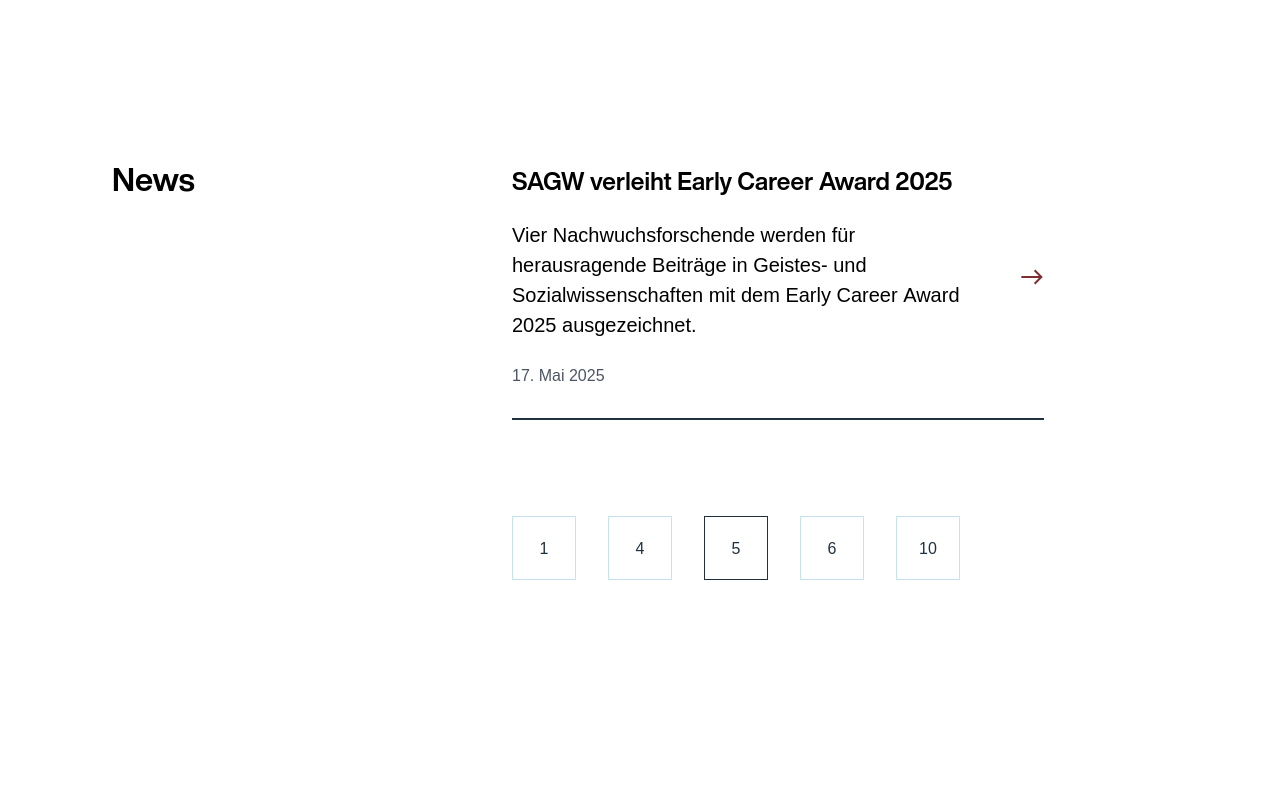 News
SAGW verleiht Early Career Award 2025
Vier Nachwuchsforschende werden für
herausragende Beiträge in Geistes- und
Sozialwissenschaften mit dem Early Career Award
2025 ausgezeichnet.
17. Mai 2025
1 4 5 6 10